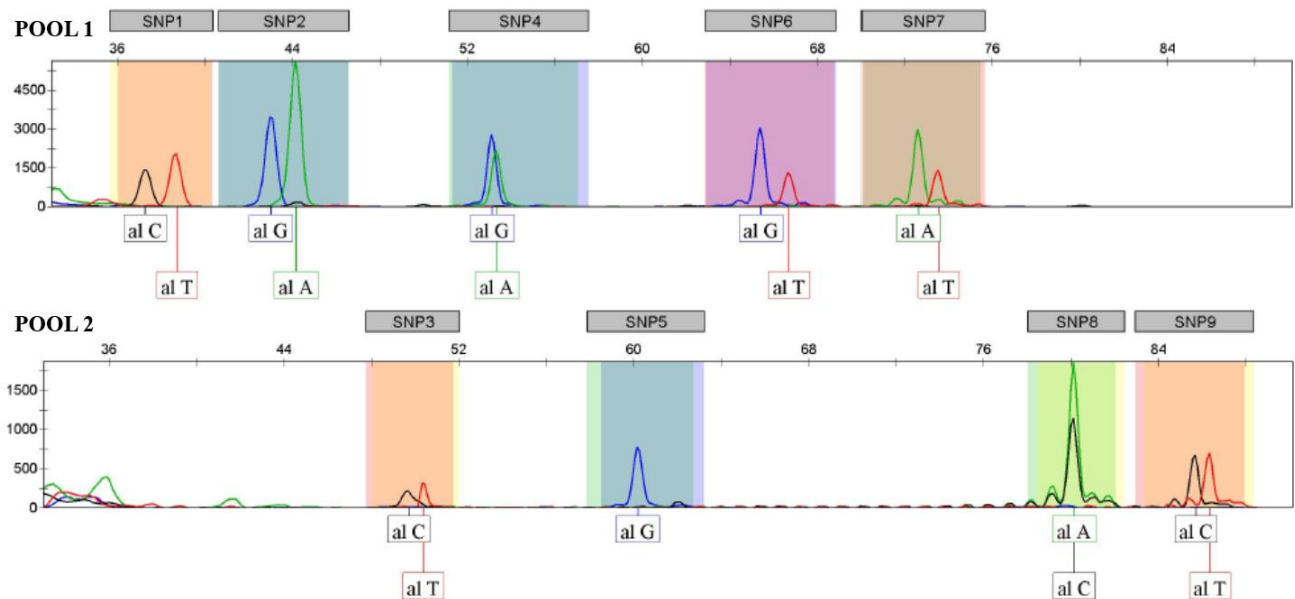 SNP1 SNP2 SNP4 SNP6 SNP7
POOL 1
36 44 52 60 68 76 84
4500
3000
1500
0
al C al G al G al G al A
al T al A al A al T al T
POOL 2
SNP3 SNP5 SNP8 SNP9
36 44 52 60 68 76 84
1500
1000
500
0
al C al G al A al C
al T al C al T